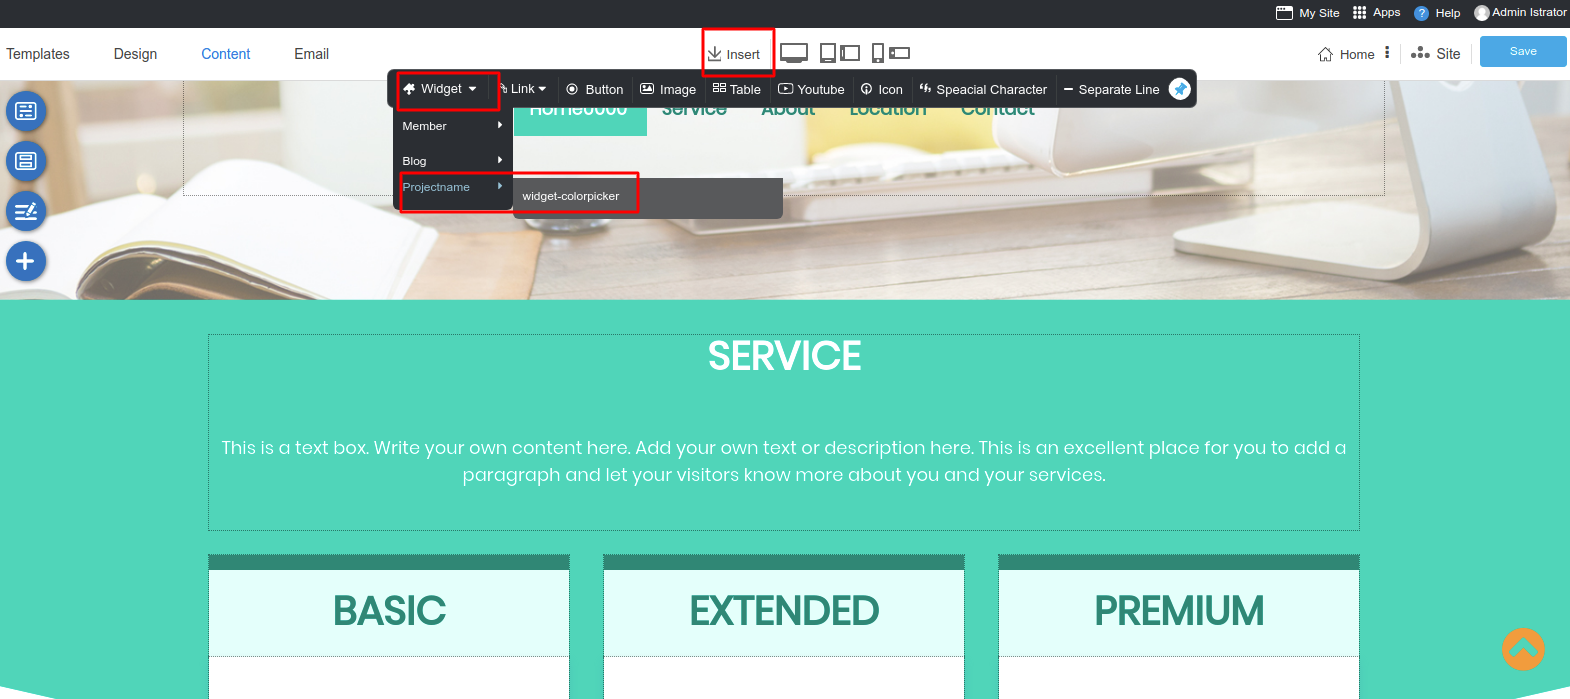 My Site Apps ? Help Admin Istrator
Templates Design Content Email Insert Home Site Save
Widget Link Button Image Table Youtube Icon Speacial Character Separate Line
Home0000 Service About Location Contact
Member
Blog
Projectname
widget-colorpicker
SERVICE
This is a text box. Write your own content here. Add your own text or description here. This is an excellent place for you to add a
paragraph and let your visitors know more about you and your services.
BASIC EXTENDED PREMIUM